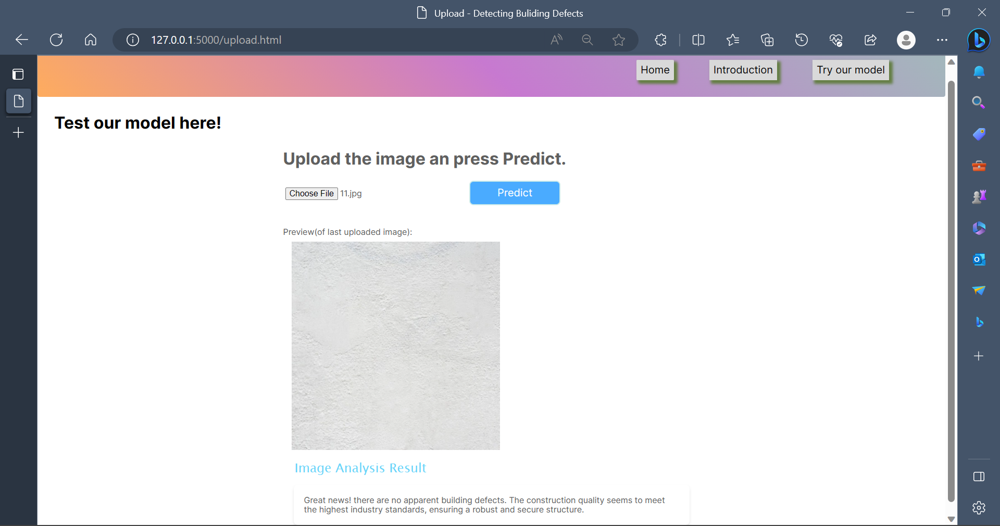 Upload - Detecting Buliding Defects
127.0.0.1:5000/upload.html
Home Introduction Try our model
Test our model here!
Upload the image an press Predict.
Choose File 11.jpg Predict
Preview(of last uploaded image):
Image Analysis Result
Great news! there are no apparent building defects. The construction quality seems to meet
the highest industry standards, ensuring a robust and secure structure.